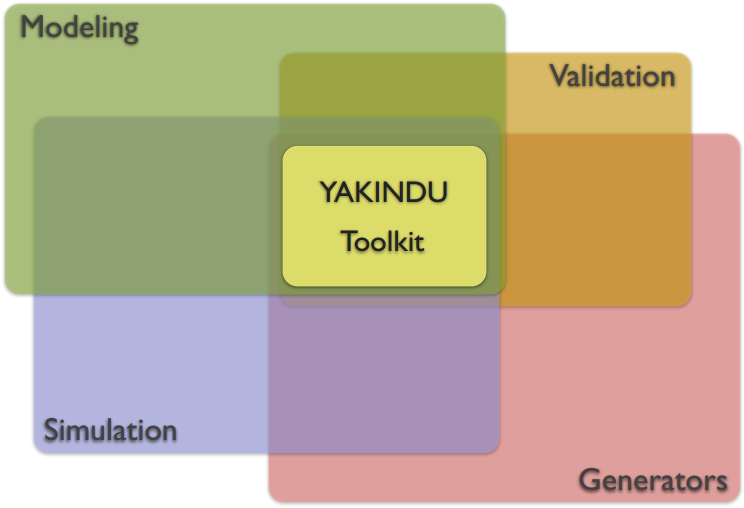 Modeling
Validation
YAKINDU
Toolkit
Simulation
Generators